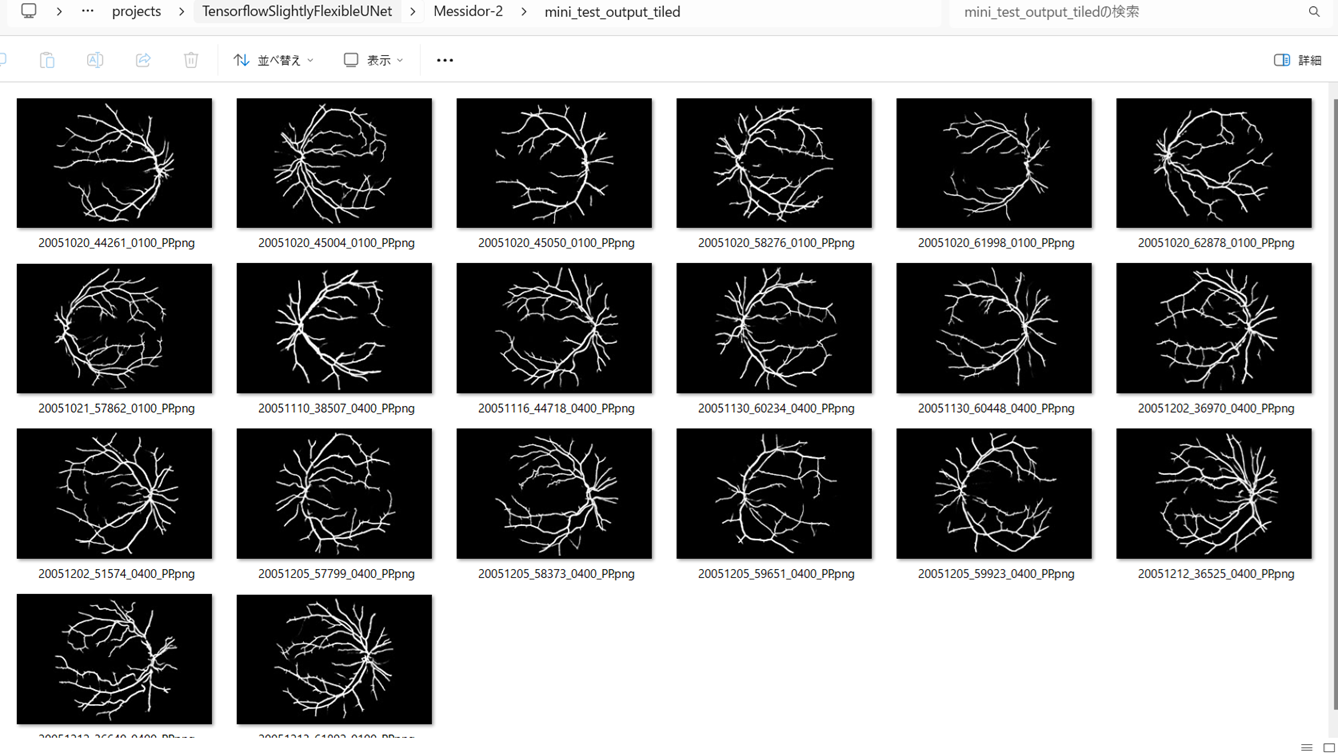 > ··· projects > TensorflowSlightlyFlexibleUNet > Messidor-2 > mini_test_output_tiled
mini_test_output_tiledの検索
並べ替え 表示 ··· 詳細
20051020_44261_0100_PP.png 20051020_45004_0100_PP.png 20051020_45050_0100_PP.png 20051020_58276_0100_PP.png 20051020_61998_0100_PP.png 20051020_62878_0100_PP.png
20051021_57862_0100_PP.png 20051110_38507_0400_PP.png 20051116_44718_0400_PP.png 20051130_60234_0400_PP.png 20051130_60448_0400_PP.png 20051202_36970_0400_PP.png
20051202_51574_0400_PP.png 20051205_57799_0400_PP.png 20051205_58373_0400_PP.png 20051205_59651_0400_PP.png 20051205_59923_0400_PP.png 20051212_36525_0400_PP.png